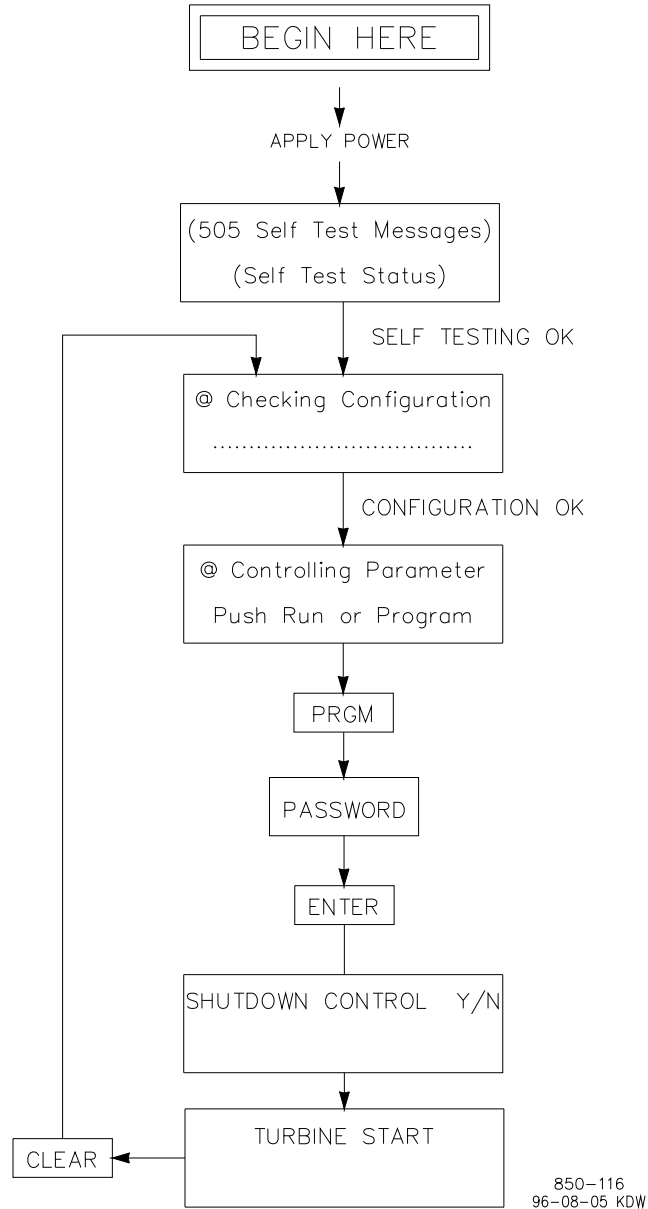 BEGIN HERE
APPLY POWER
(505 Self Test Messages)
(Self Test Status)
SELF TESTING OK
@ Checking Configuration
...................................
CONFIGURATION OK
@ Controlling Parameter
Push Run or Program
PRGM
PASSWORD
ENTER
SHUTDOWN CONTROL Y/N
TURBINE START
CLEAR
850-116
96-08-05 KDW